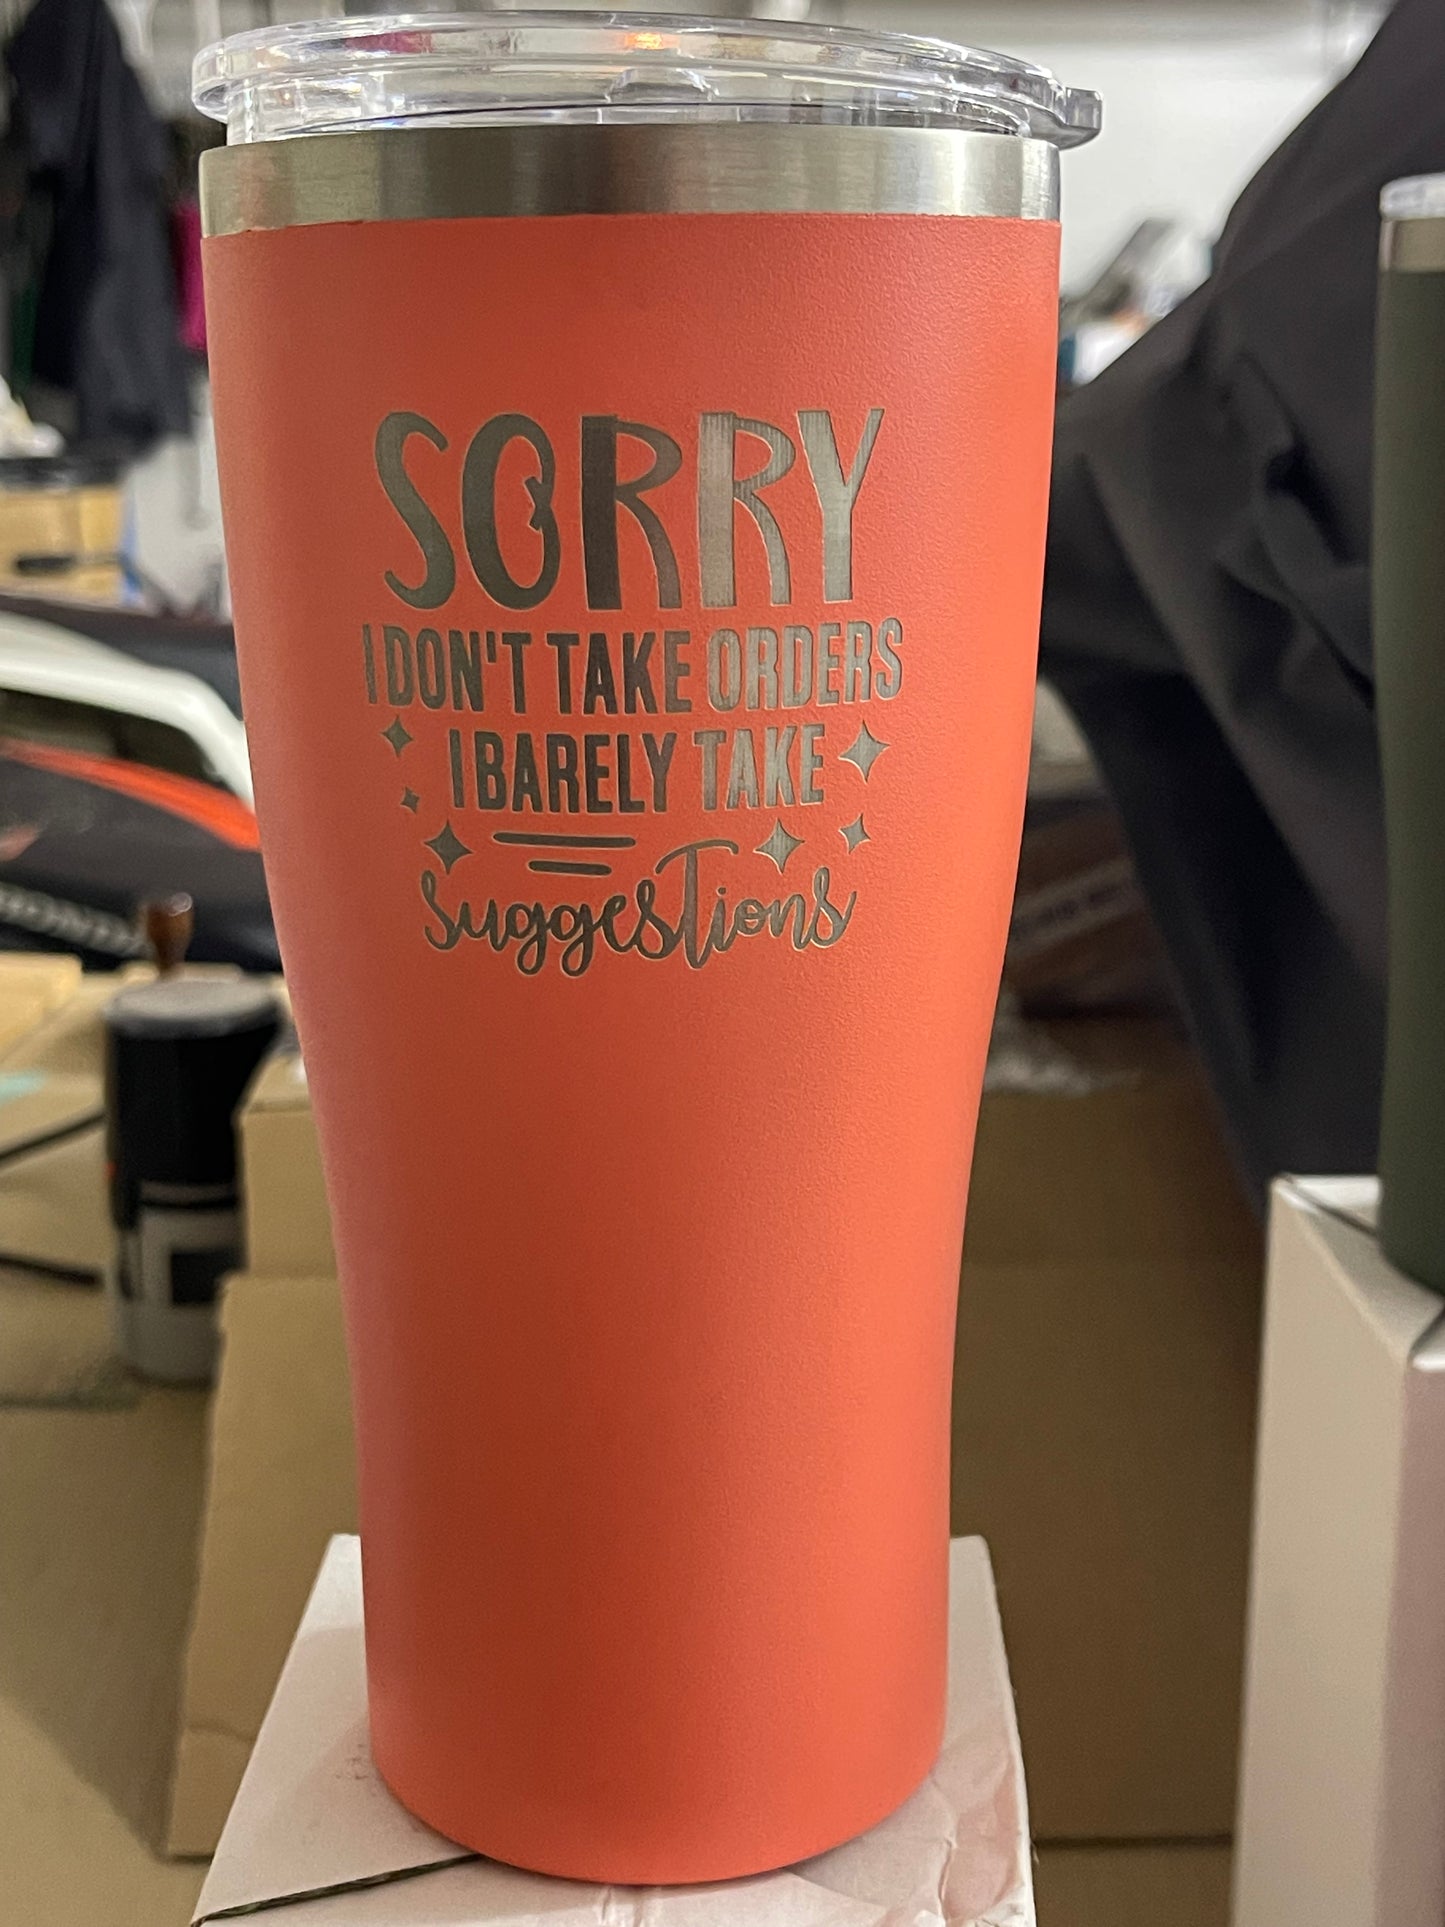 SORRY
I DON'T TAKE ORDERS
I BARELY TAKE
suggesTions